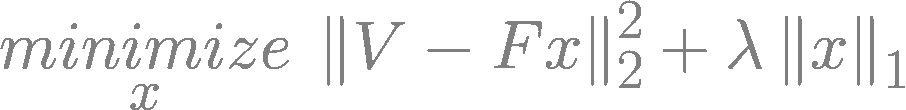 minimize ‖V − Fx‖₂² + λ ‖x‖₁
x